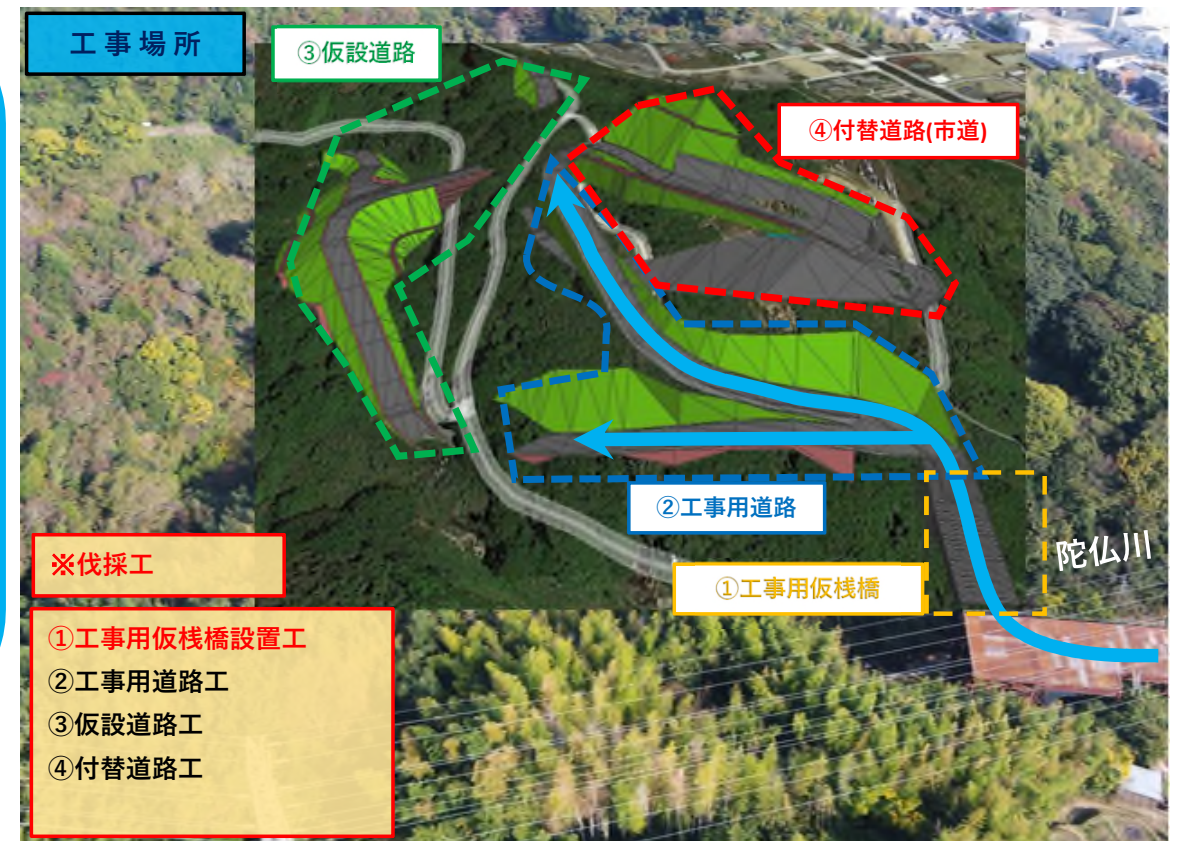 工事場所
③仮設道路
④付替道路(市道)
②工事用道路
①工事用仮桟橋
陀仏川
※伐採工
①工事用仮桟橋設置工
②工事用道路工
③仮設道路工
④付替道路工